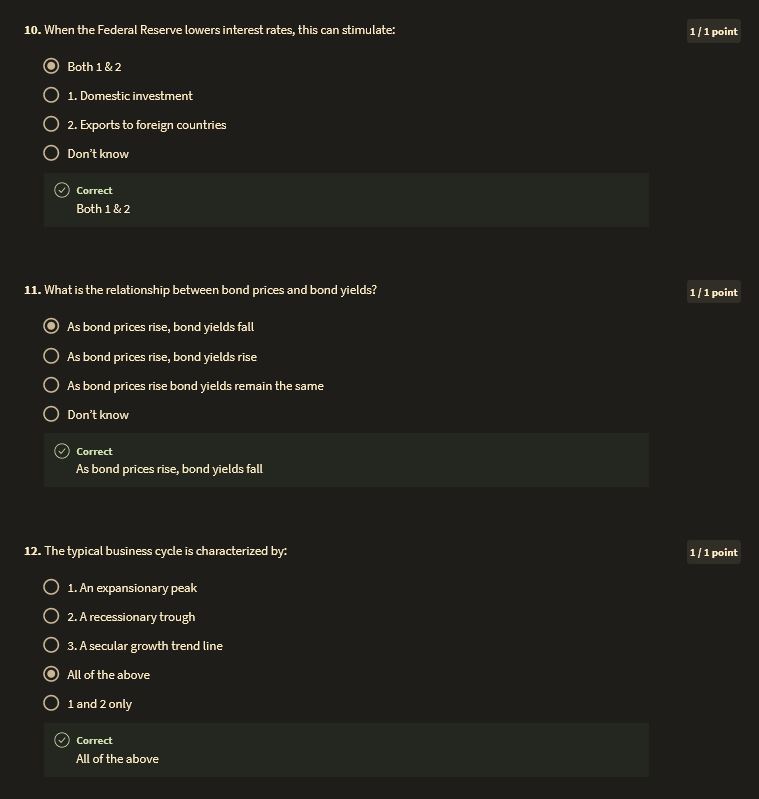 10. When the Federal Reserve lowers interest rates, this can stimulate:
1 / 1 point
Both 1 & 2
1. Domestic investment
2. Exports to foreign countries
Don't know
Correct
Both 1 & 2
11. What is the relationship between bond prices and bond yields?
1 / 1 point
As bond prices rise, bond yields fall
As bond prices rise, bond yields rise
As bond prices rise bond yields remain the same
Don't know
Correct
As bond prices rise, bond yields fall
12. The typical business cycle is characterized by:
1 / 1 point
1. An expansionary peak
2. A recessionary trough
3. A secular growth trend line
All of the above
1 and 2 only
Correct
All of the above